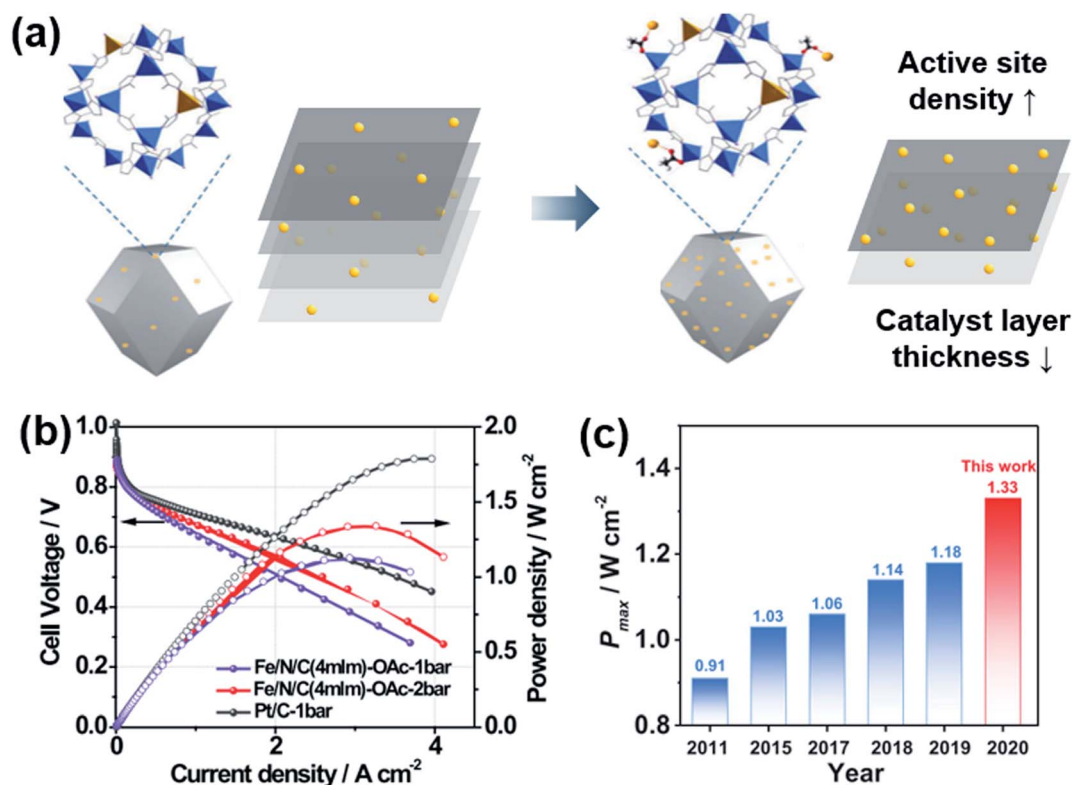 (a)
Active site
density ↑
Catalyst layer
thickness ↓
(b)
1.0
0.8
0.6
0.4
0.2
0.0
Cell Voltage / V
2.0
1.5
1.0
0.5
0.0
Power density / W cm⁻²
Fe/N/C(4mIm)-OAc-1bar
Fe/N/C(4mIm)-OAc-2bar
Pt/C-1bar
0 2 4
Current density / A cm⁻²
(c)
1.4
1.2
1.0
0.8
P_max / W cm⁻²
This work
1.33
0.91
1.03
1.06
1.14
1.18
2011 2015 2017 2018 2019 2020
Year